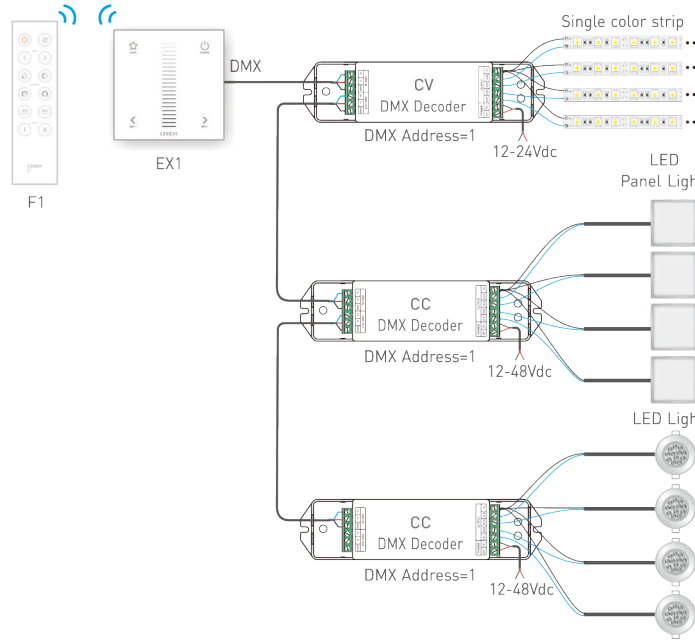 Single color strip
DMX
CV
DMX Decoder
LTECH
DMX Address=1
12-24Vdc
EX1
F1
LED
Panel Ligh
CC
DMX Decoder
DMX Address=1
12-48Vdc
LED Ligh
CC
DMX Decoder
DMX Address=1
12-48Vdc